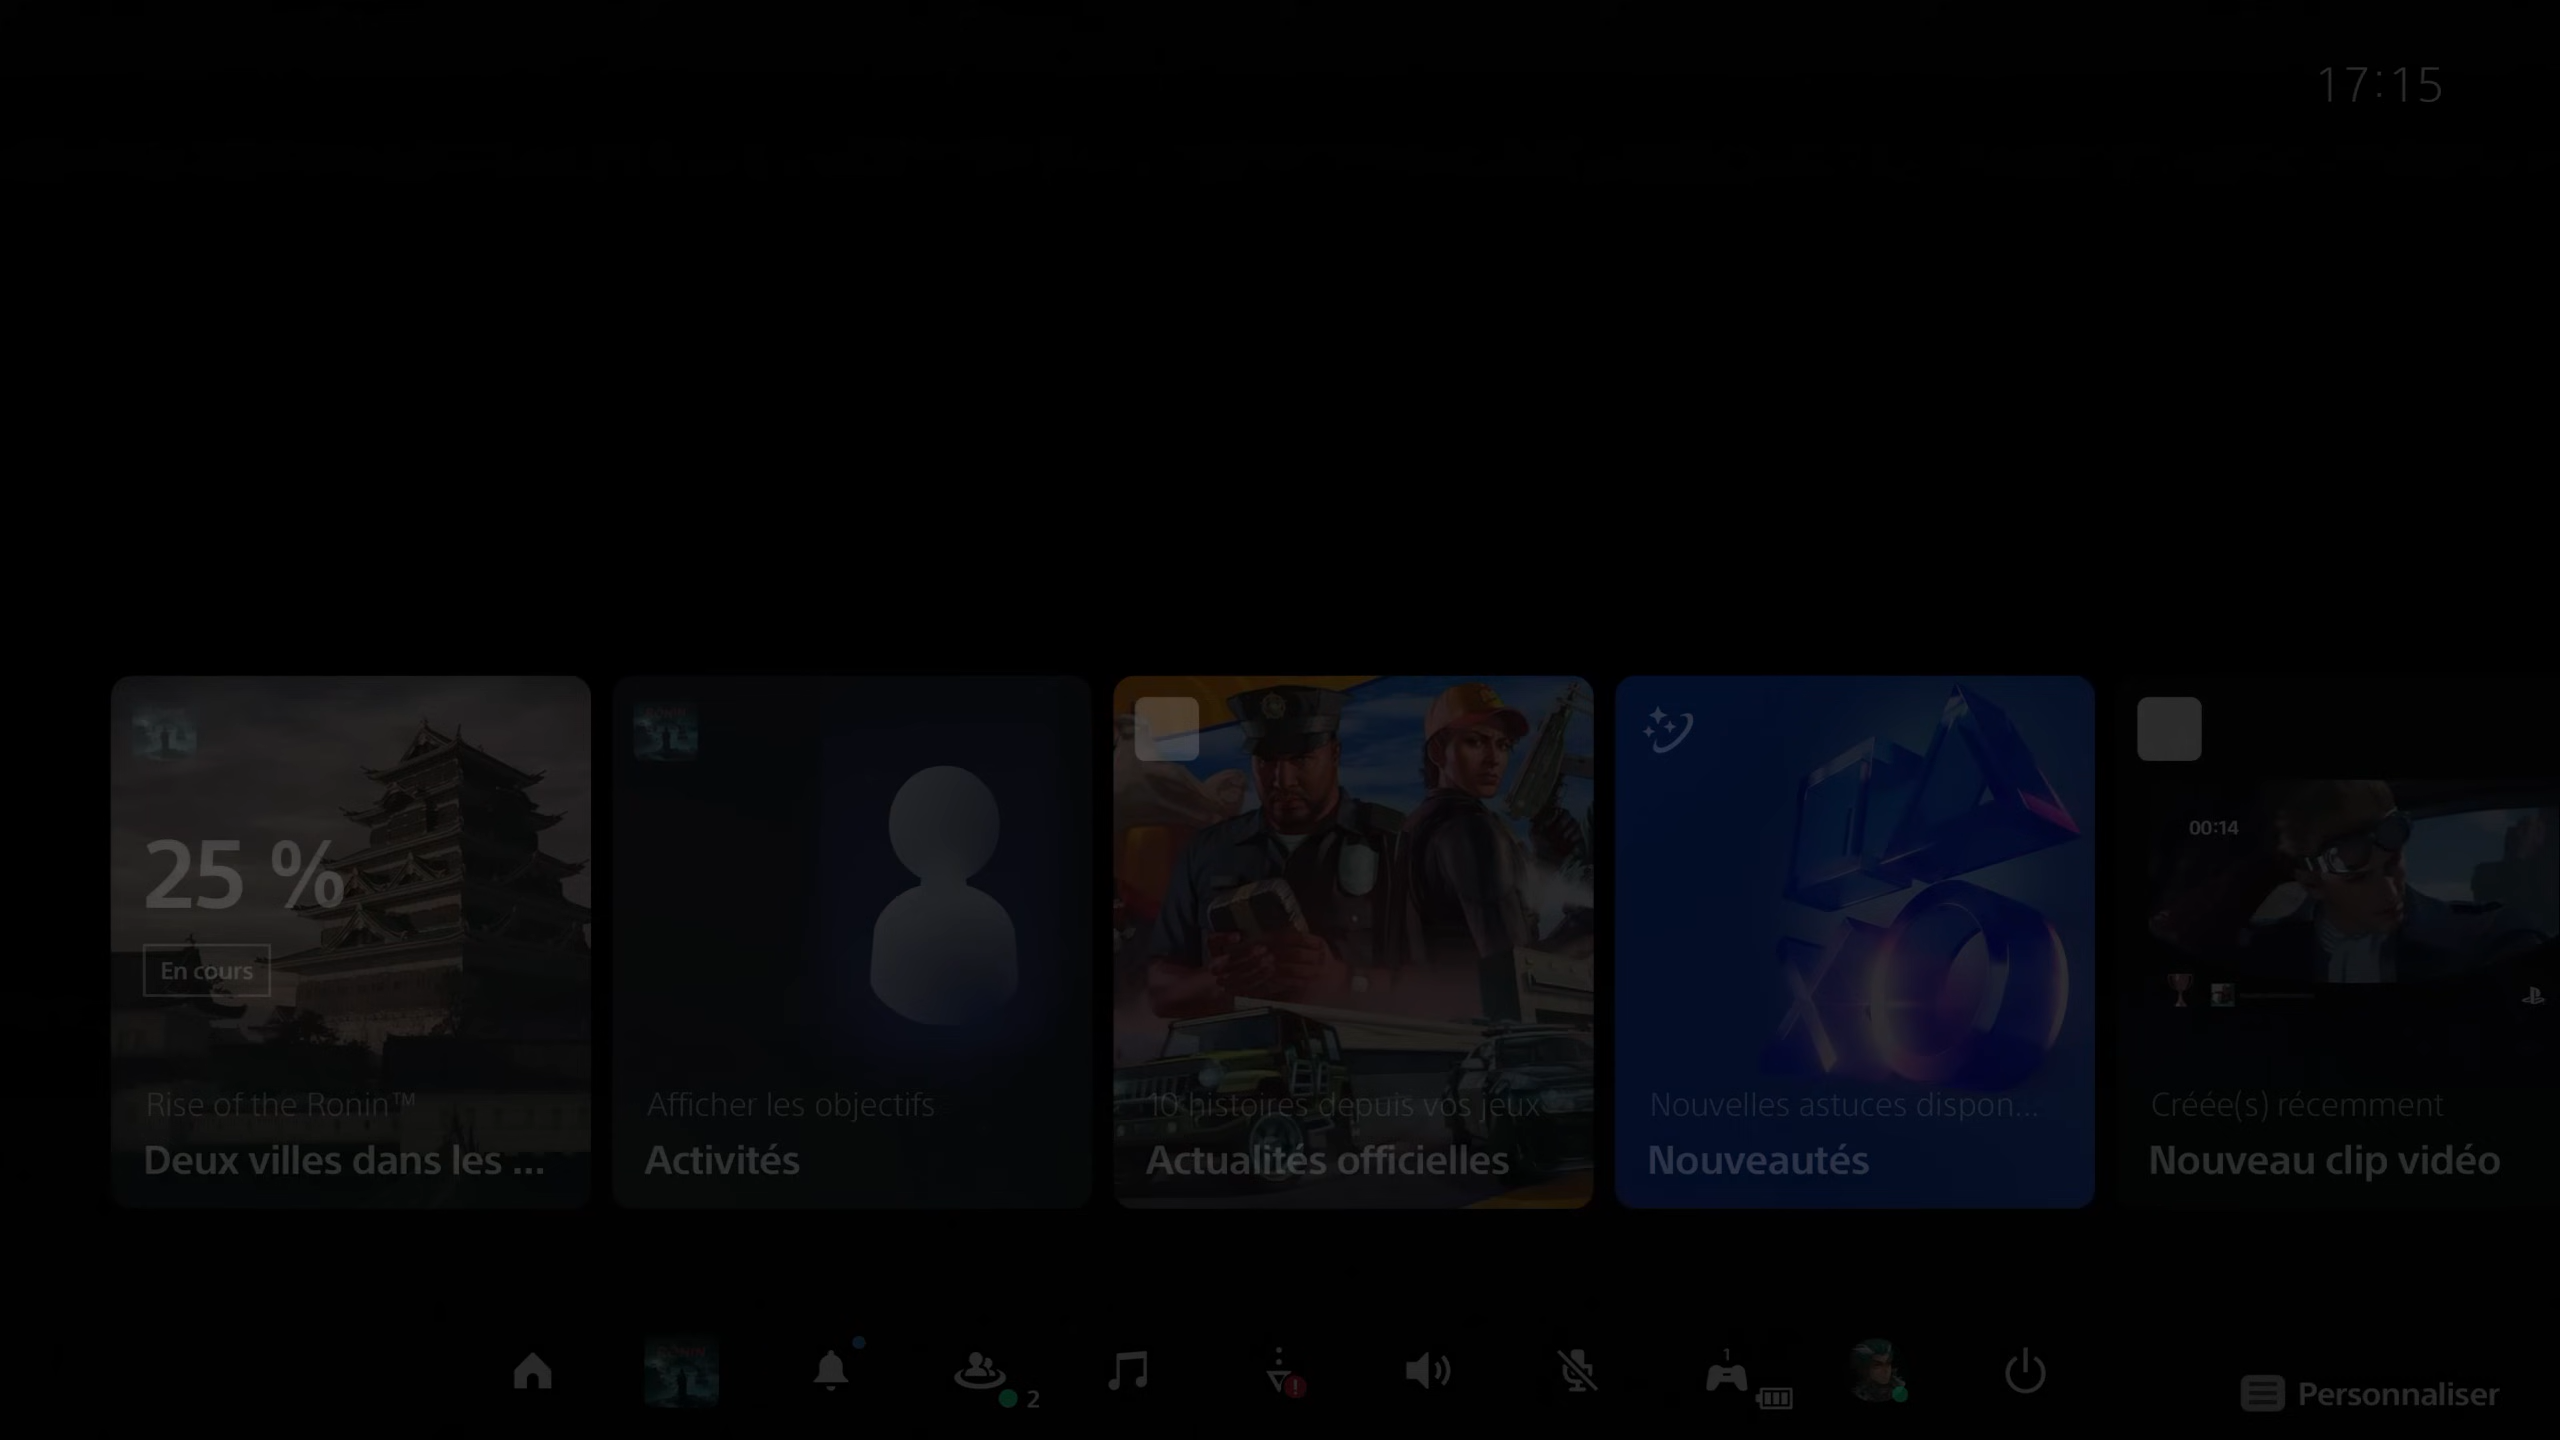 17:15
25 %
En cours
Rise of the Ronin™
Deux villes dans les ...
Afficher les objectifs
Activités
10 histoires depuis vos jeux
Actualités officielles
Nouvelles astuces dispon...
Nouveautés
00:14
Créée(s) récemment
Nouveau clip vidéo
2
1
Personnaliser